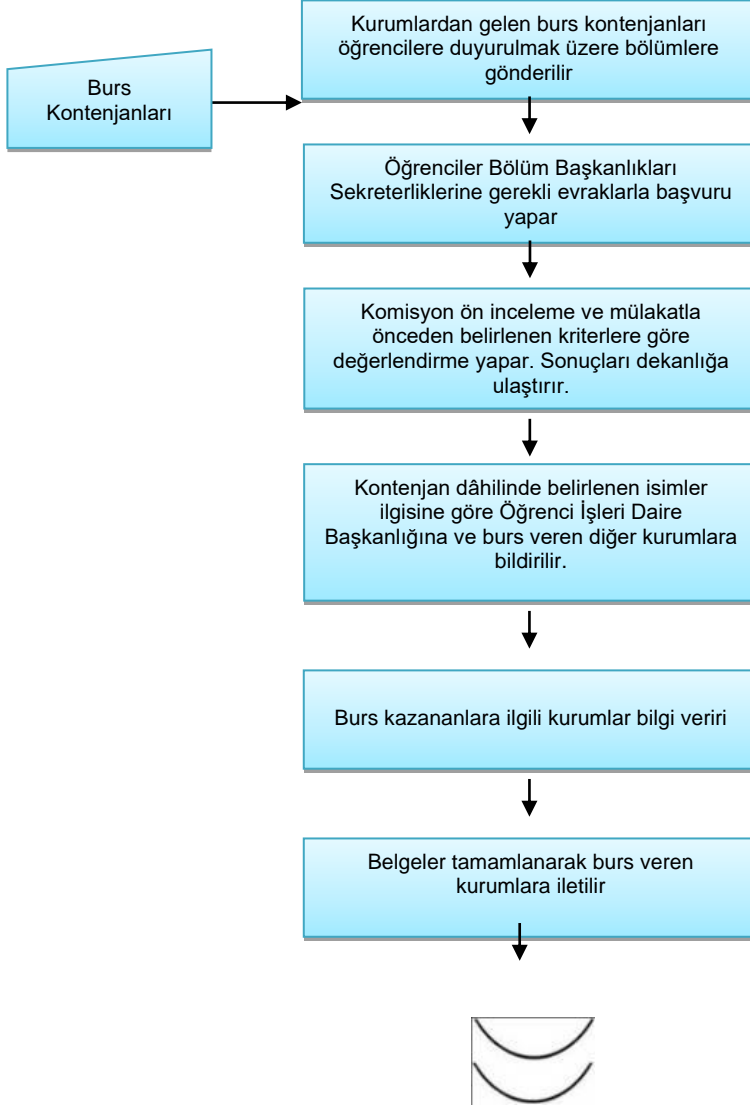 Burs
Kontenjanları
Kurumlardan gelen burs kontenjanları
öğrencilere duyurulmak üzere bölümlere
gönderilir
Öğrenciler Bölüm Başkanlıkları
Sekreterliklerine gerekli evraklarla başvuru
yapar
Komisyon ön inceleme ve mülakatla
önceden belirlenen kriterlere göre
değerlendirme yapar. Sonuçları dekanlığa
ulaştırır.
Kontenjan dâhilinde belirlenen isimler
ilgisine göre Öğrenci İşleri Daire
Başkanlığına ve burs veren diğer kurumlara
bildirilir.
Burs kazananlara ilgili kurumlar bilgi veriri
Belgeler tamamlanarak burs veren
kurumlara iletilir